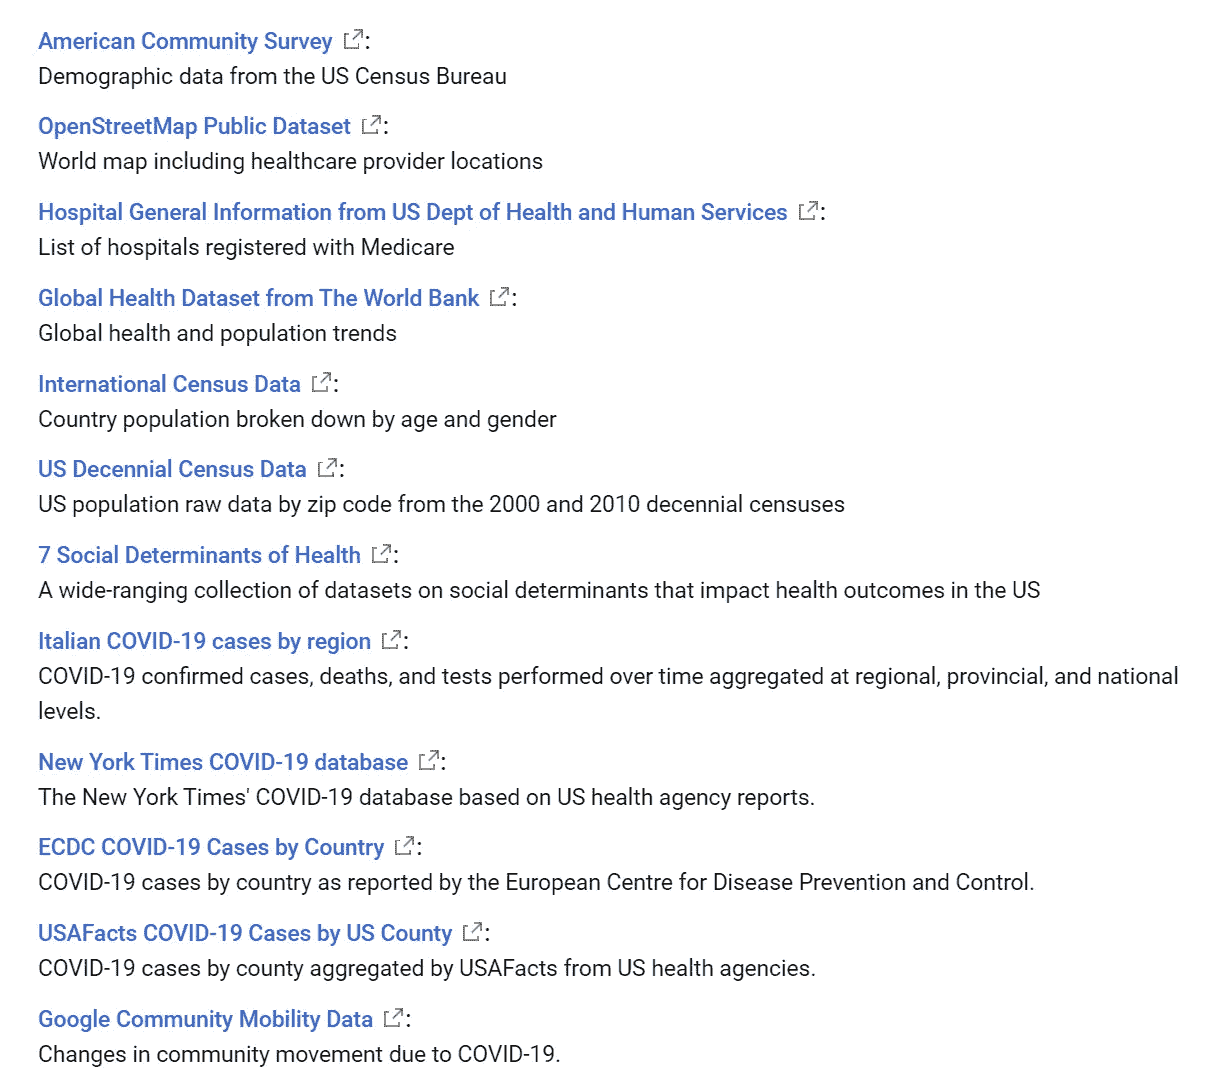 American Community Survey :
Demographic data from the US Census Bureau
OpenStreetMap Public Dataset :
World map including healthcare provider locations
Hospital General Information from US Dept of Health and Human Services :
List of hospitals registered with Medicare
Global Health Dataset from The World Bank :
Global health and population trends
International Census Data :
Country population broken down by age and gender
US Decennial Census Data :
US population raw data by zip code from the 2000 and 2010 decennial censuses
7 Social Determinants of Health :
A wide-ranging collection of datasets on social determinants that impact health outcomes in the US
Italian COVID-19 cases by region :
COVID-19 confirmed cases, deaths, and tests performed over time aggregated at regional, provincial, and national
levels.
New York Times COVID-19 database :
The New York Times' COVID-19 database based on US health agency reports.
ECDC COVID-19 Cases by Country :
COVID-19 cases by country as reported by the European Centre for Disease Prevention and Control.
USAFacts COVID-19 Cases by US County :
COVID-19 cases by county aggregated by USAFacts from US health agencies.
Google Community Mobility Data :
Changes in community movement due to COVID-19.